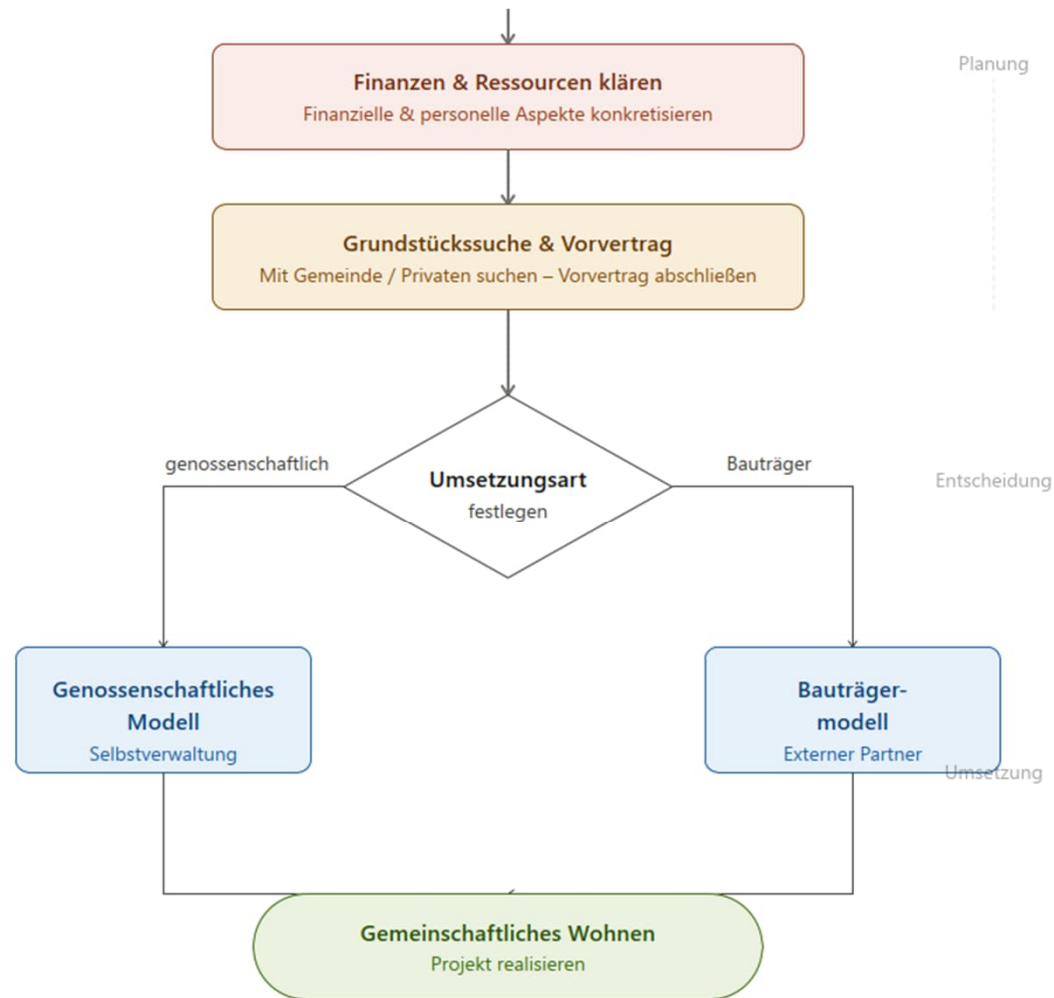 Finanzen & Ressourcen klären
Finanzielle & personelle Aspekte konkretisieren
Planung
Grundstückssuche & Vorvertrag
Mit Gemeinde / Privaten suchen – Vorvertrag abschließen
genossenschaftlich
Bauträger
Umsetzungsart
festlegen
Entscheidung
Genossenschaftliches
Modell
Selbstverwaltung
Bauträger-
modell
Externer Partner
Umsetzung
Gemeinschaftliches Wohnen
Projekt realisieren